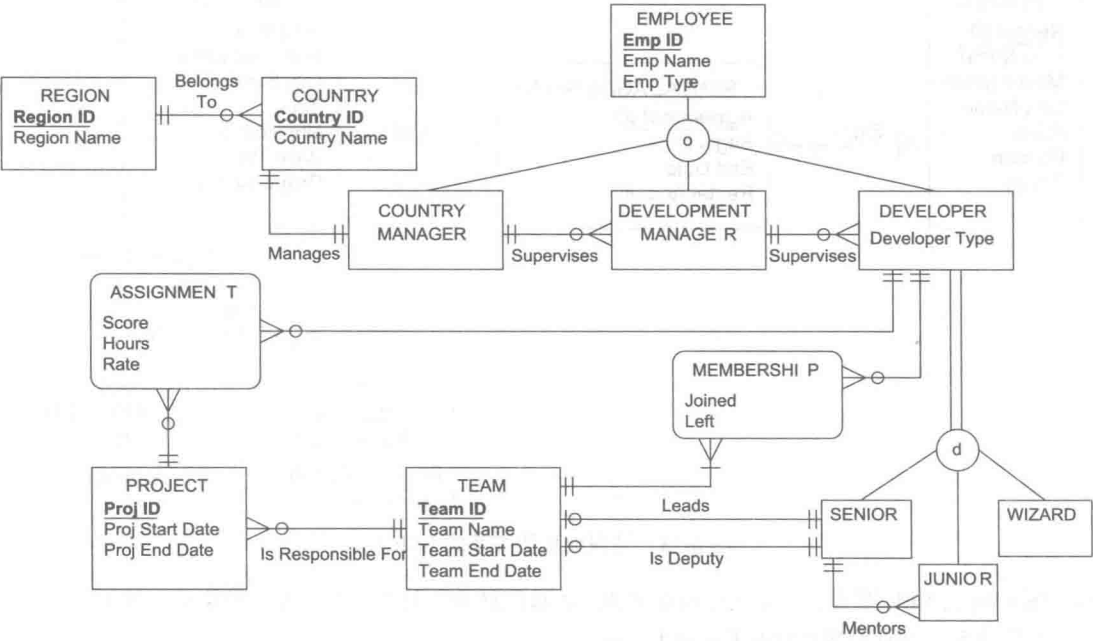 EMPLOYEE
Emp ID
Emp Name
Emp Type
REGION
Region ID
Region Name
Belongs
To
COUNTRY
Country ID
Country Name
o
COUNTRY
MANAGER
DEVELOPMENT
MANAGE R
DEVELOPER
Developer Type
Manages
Supervises
Supervises
ASSIGNMEN T
Score
Hours
Rate
MEMBERSHI P
Joined
Left
d
PROJECT
Proj ID
Proj Start Date
Proj End Date
Is Responsible For
TEAM
Team ID
Team Name
Team Start Date
Team End Date
Leads
Is Deputy
SENIOR
WIZARD
JUNIO R
Mentors